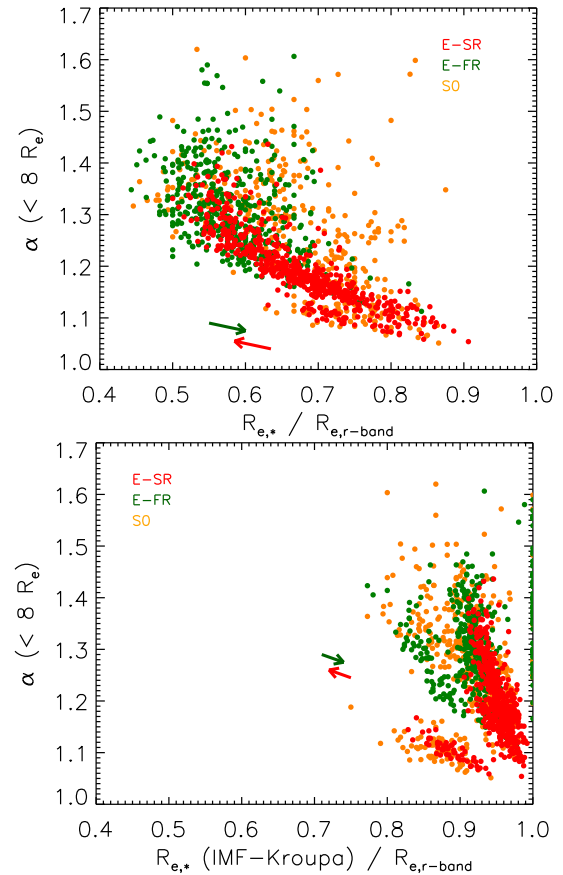 1.7
1.6
1.5
1.4
1.3
1.2
1.1
1.0
α (< 8 Re)
E-SR
E-FR
S0
0.4 0.5 0.6 0.7 0.8 0.9 1.0
Re,* / Re,r-band
1.7
1.6
1.5
1.4
1.3
1.2
1.1
1.0
α (< 8 Re)
E-SR
E-FR
S0
0.4 0.5 0.6 0.7 0.8 0.9 1.0
Re,* (IMF-Kroupa) / Re,r-band